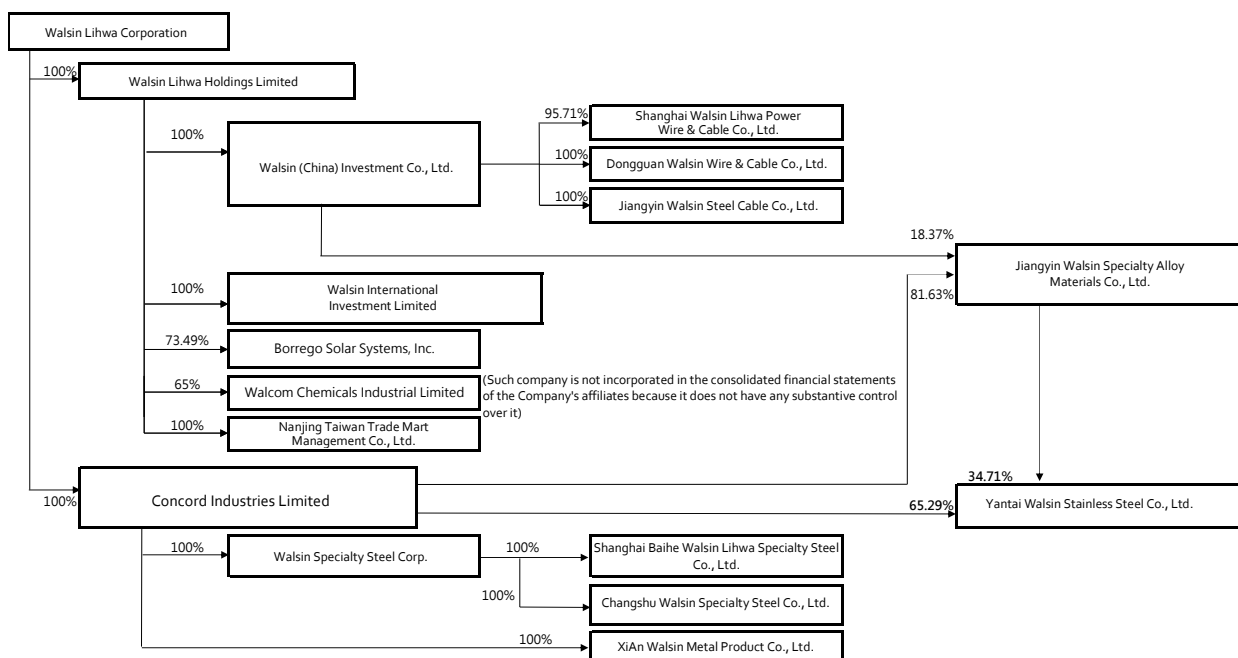 Walsin Lihwa Corporation
100%
Walsin Lihwa Holdings Limited
100%
Walsin (China) Investment Co., Ltd.
95.71%
Shanghai Walsin Lihwa Power
Wire & Cable Co., Ltd.
100%
Dongguan Walsin Wire & Cable Co., Ltd.
100%
Jiangyin Walsin Steel Cable Co., Ltd.
18.37%
81.63%
Jiangyin Walsin Specialty Alloy
Materials Co., Ltd.
100%
Walsin International
Investment Limited
73.49%
Borrego Solar Systems, Inc.
65%
Walcom Chemicals Industrial Limited
(Such company is not incorporated in the consolidated financial statements
of the Company's affiliates because it does not have any substantive control
over it)
100%
Nanjing Taiwan Trade Mart
Management Co., Ltd.
100%
Concord Industries Limited
34.71%
65.29%
Yantai Walsin Stainless Steel Co., Ltd.
100%
Walsin Specialty Steel Corp.
100%
Shanghai Baihe Walsin Lihwa Specialty Steel
Co., Ltd.
100%
Changshu Walsin Specialty Steel Co., Ltd.
100%
XiAn Walsin Metal Product Co., Ltd.